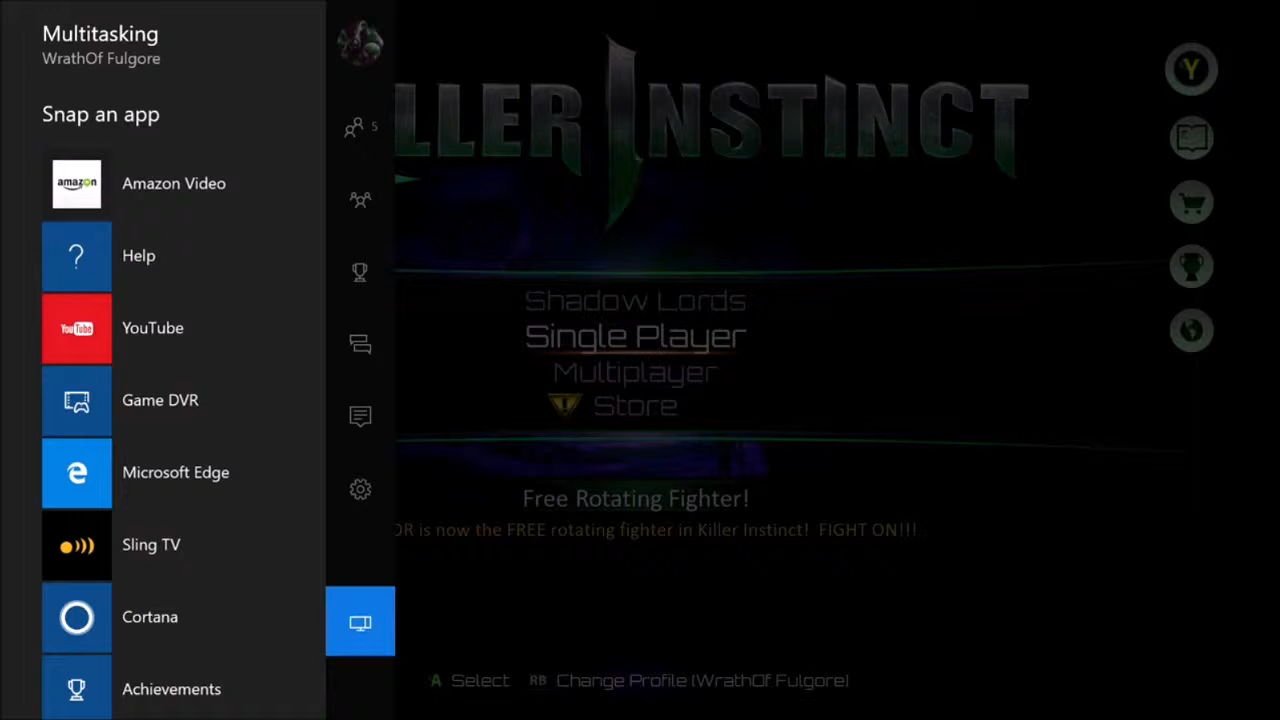 Multitasking
WrathOf Fulgore
Snap an app
amazon
Amazon Video
?
Help
YouTube
YouTube
Game DVR
e
Microsoft Edge
Sling TV
Cortana
Achievements
5
LLER INSTINCT
Y
Shadow Lords
Single Player
Multiplayer
! Store
Free Rotating Fighter!
OR is now the FREE rotating fighter in Killer Instinct! FIGHT ON!!!
A Select RB Change Profile (WrathOf Fulgore)